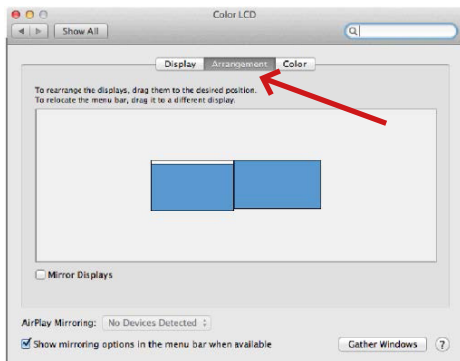 Color LCD
Show All
Display Arrangement Color
To rearrange the displays, drag them to the desired position.
To relocate the menu bar, drag it to a different display.
Mirror Displays
AirPlay Mirroring: No Devices Detected
Show mirroring options in the menu bar when available
Gather Windows ?